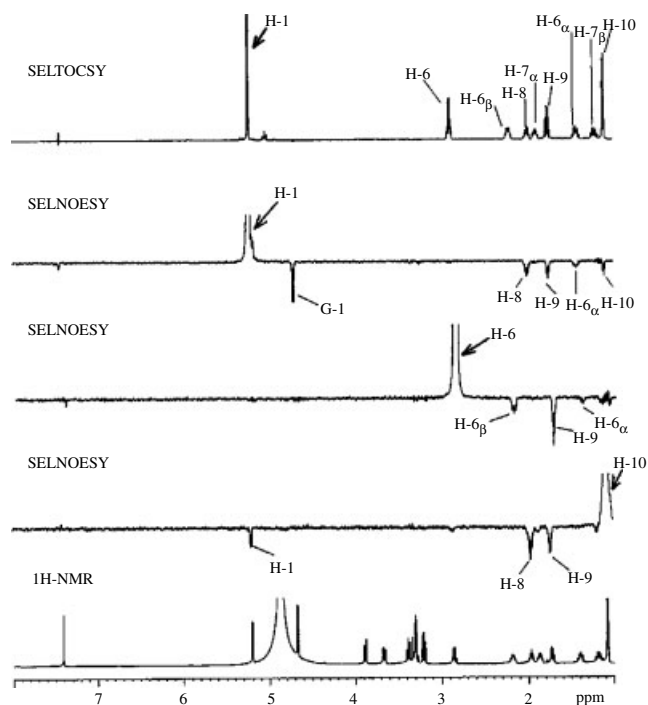 H-1
H-6α
H-7β
H-10
SELTOCSY
H-6
H-6β
H-8
H-7α
H-9
SELNOESY
H-1
G-1
H-8
H-9
H-6α
H-10
SELNOESY
H-6
H-6β
H-9
H-6α
SELNOESY
H-10
H-1
H-8
H-9
1H-NMR
7 6 5 4 3 2 ppm 1